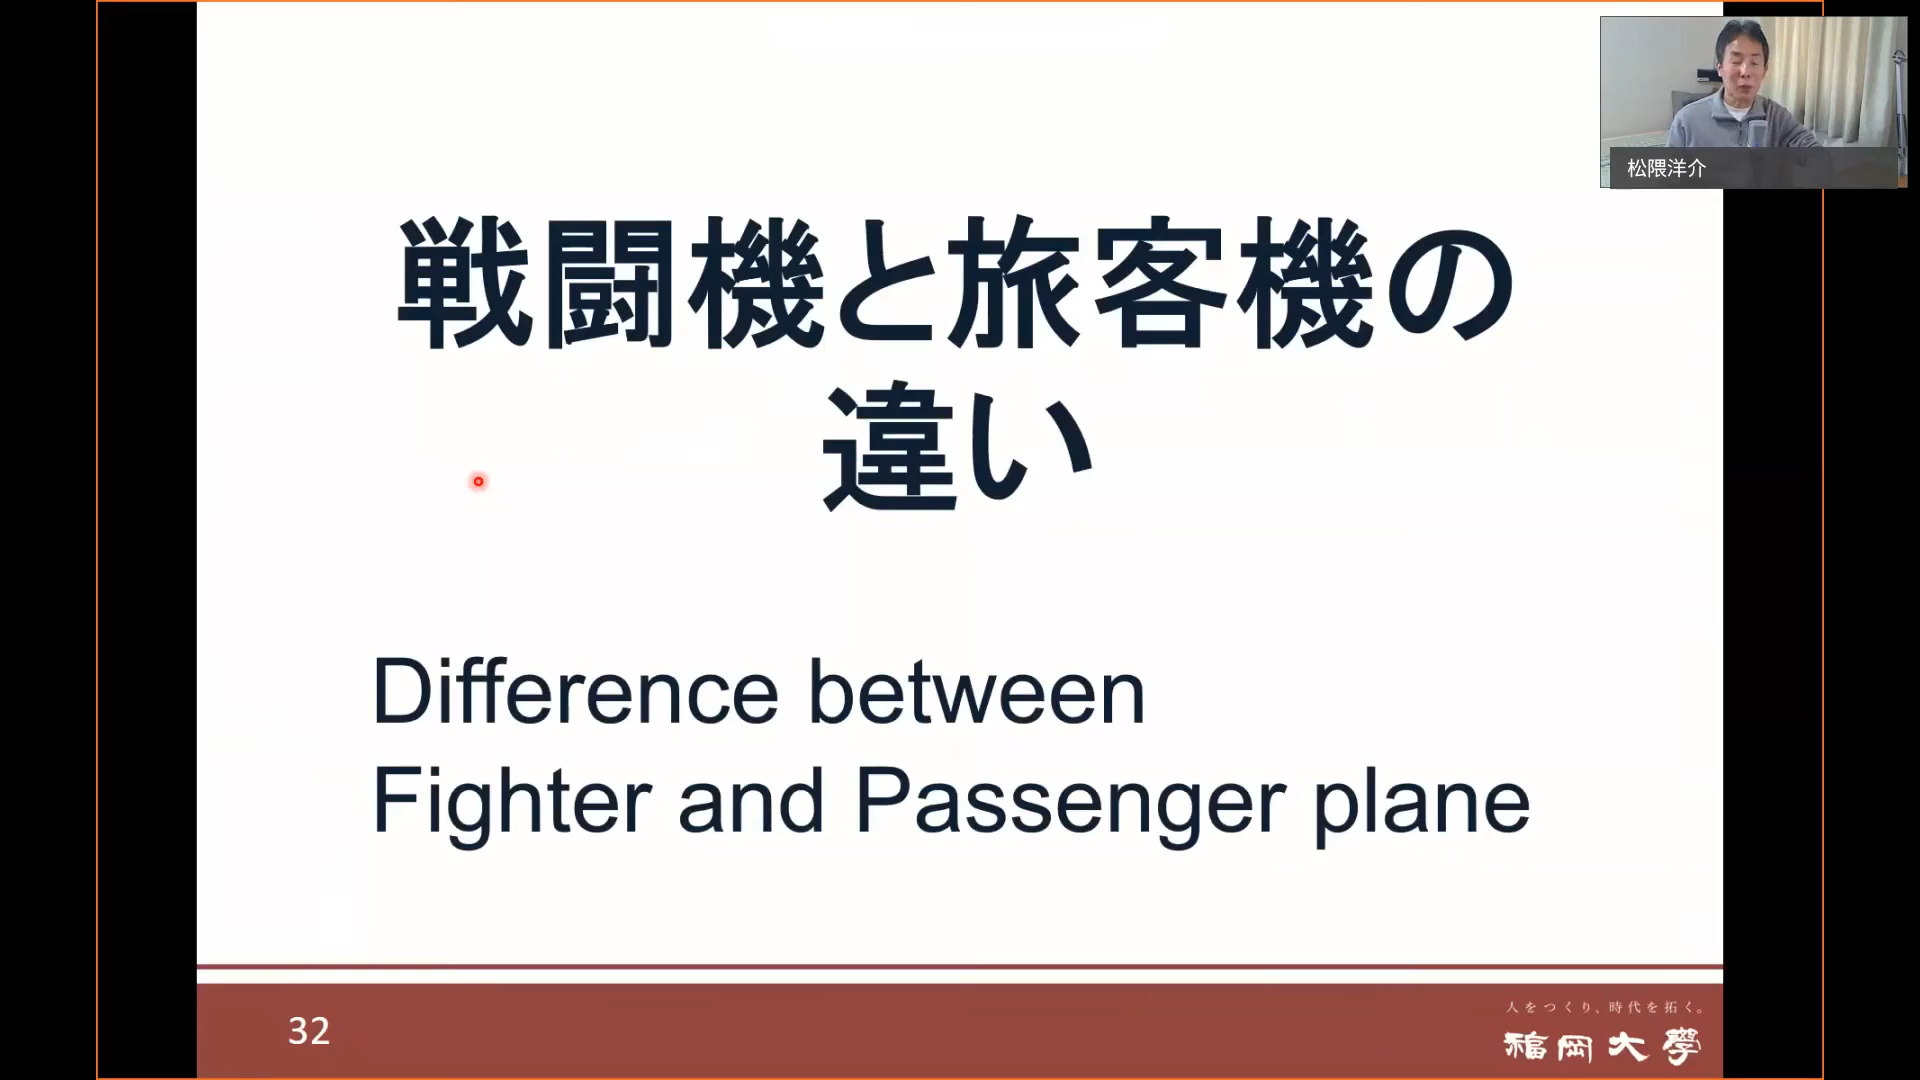 戦闘機と旅客機の
違い
Difference between
Fighter and Passenger plane
松隈洋介
32
人をつくり、時代を拓く。
福岡大學